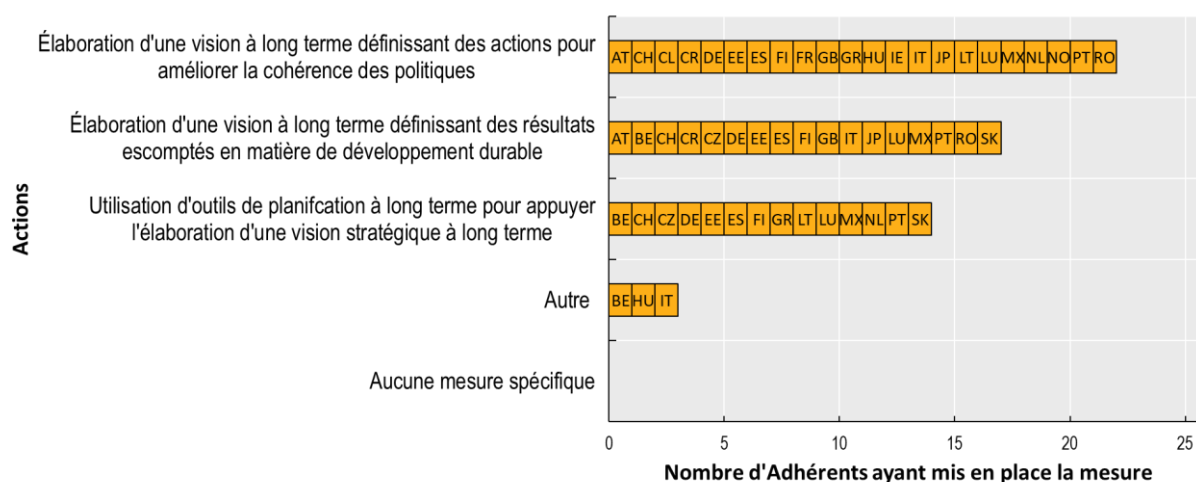 Élaboration d'une vision à long terme définissant des actions pour
améliorer la cohérence des politiques
AT CH CL CR DE EE ES FI FR GB GR HU IE IT JP LT LU MX NL NO PT RO
Élaboration d'une vision à long terme définissant des résultats
escomptés en matière de développement durable
AT BE CH CR CZ DE EE ES FI GB IT JP LU MX PT RO SK
Utilisation d'outils de planifcation à long terme pour appuyer
l'élaboration d'une vision stratégique à long terme
BE CH CZ DE EE ES FI GR LT LU MX NL PT SK
Autre
BE HU IT
Aucune mesure spécifique
Actions
0 5 10 15 20 25
Nombre d'Adhérents ayant mis en place la mesure